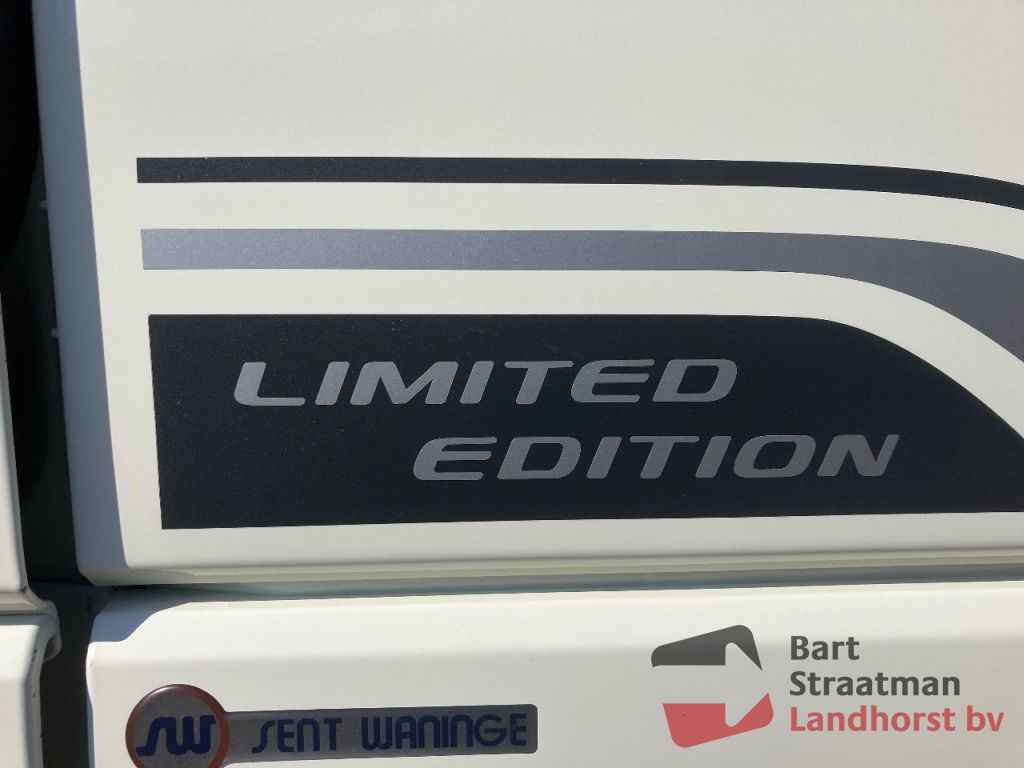 LIMITED
EDITION
Bart
Straatman
Landhorst bv
SW SENT WANINGE